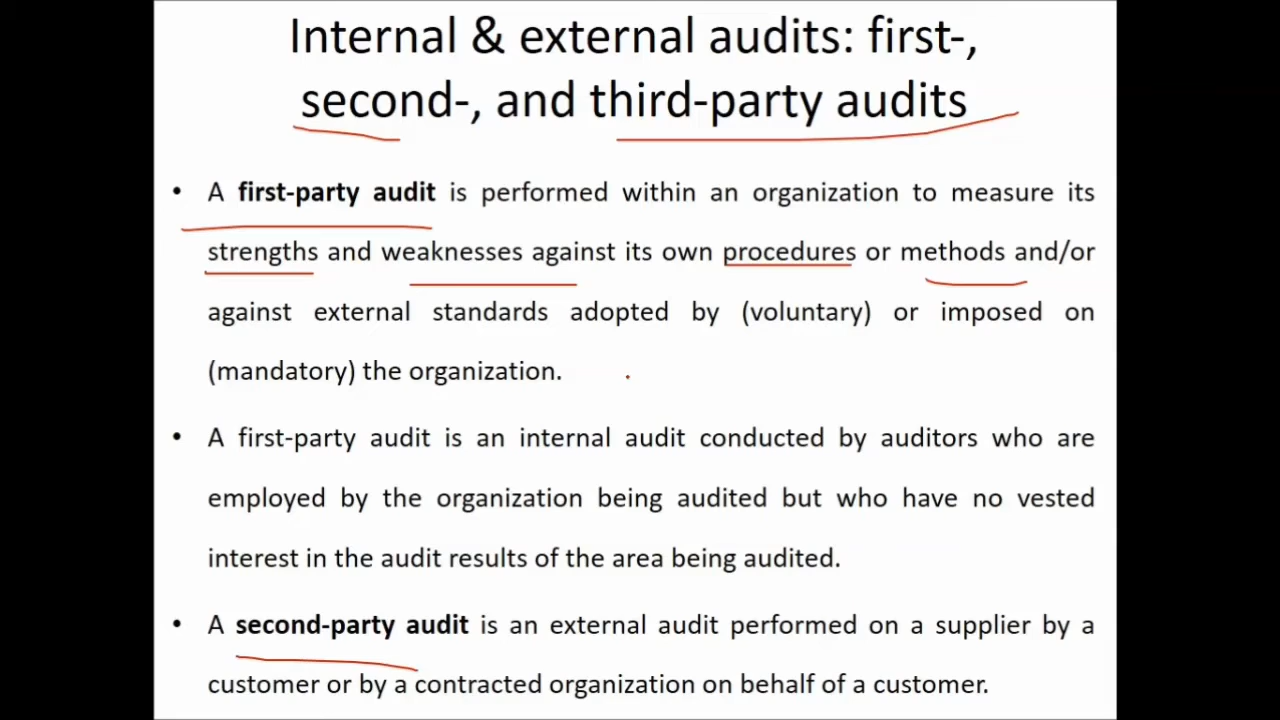 Internal & external audits: first-,
second-, and third-party audits
• A first-party audit is performed within an organization to measure its
strengths and weaknesses against its own procedures or methods and/or
against external standards adopted by (voluntary) or imposed on
(mandatory) the organization.
• A first-party audit is an internal audit conducted by auditors who are
employed by the organization being audited but who have no vested
interest in the audit results of the area being audited.
• A second-party audit is an external audit performed on a supplier by a
customer or by a contracted organization on behalf of a customer.